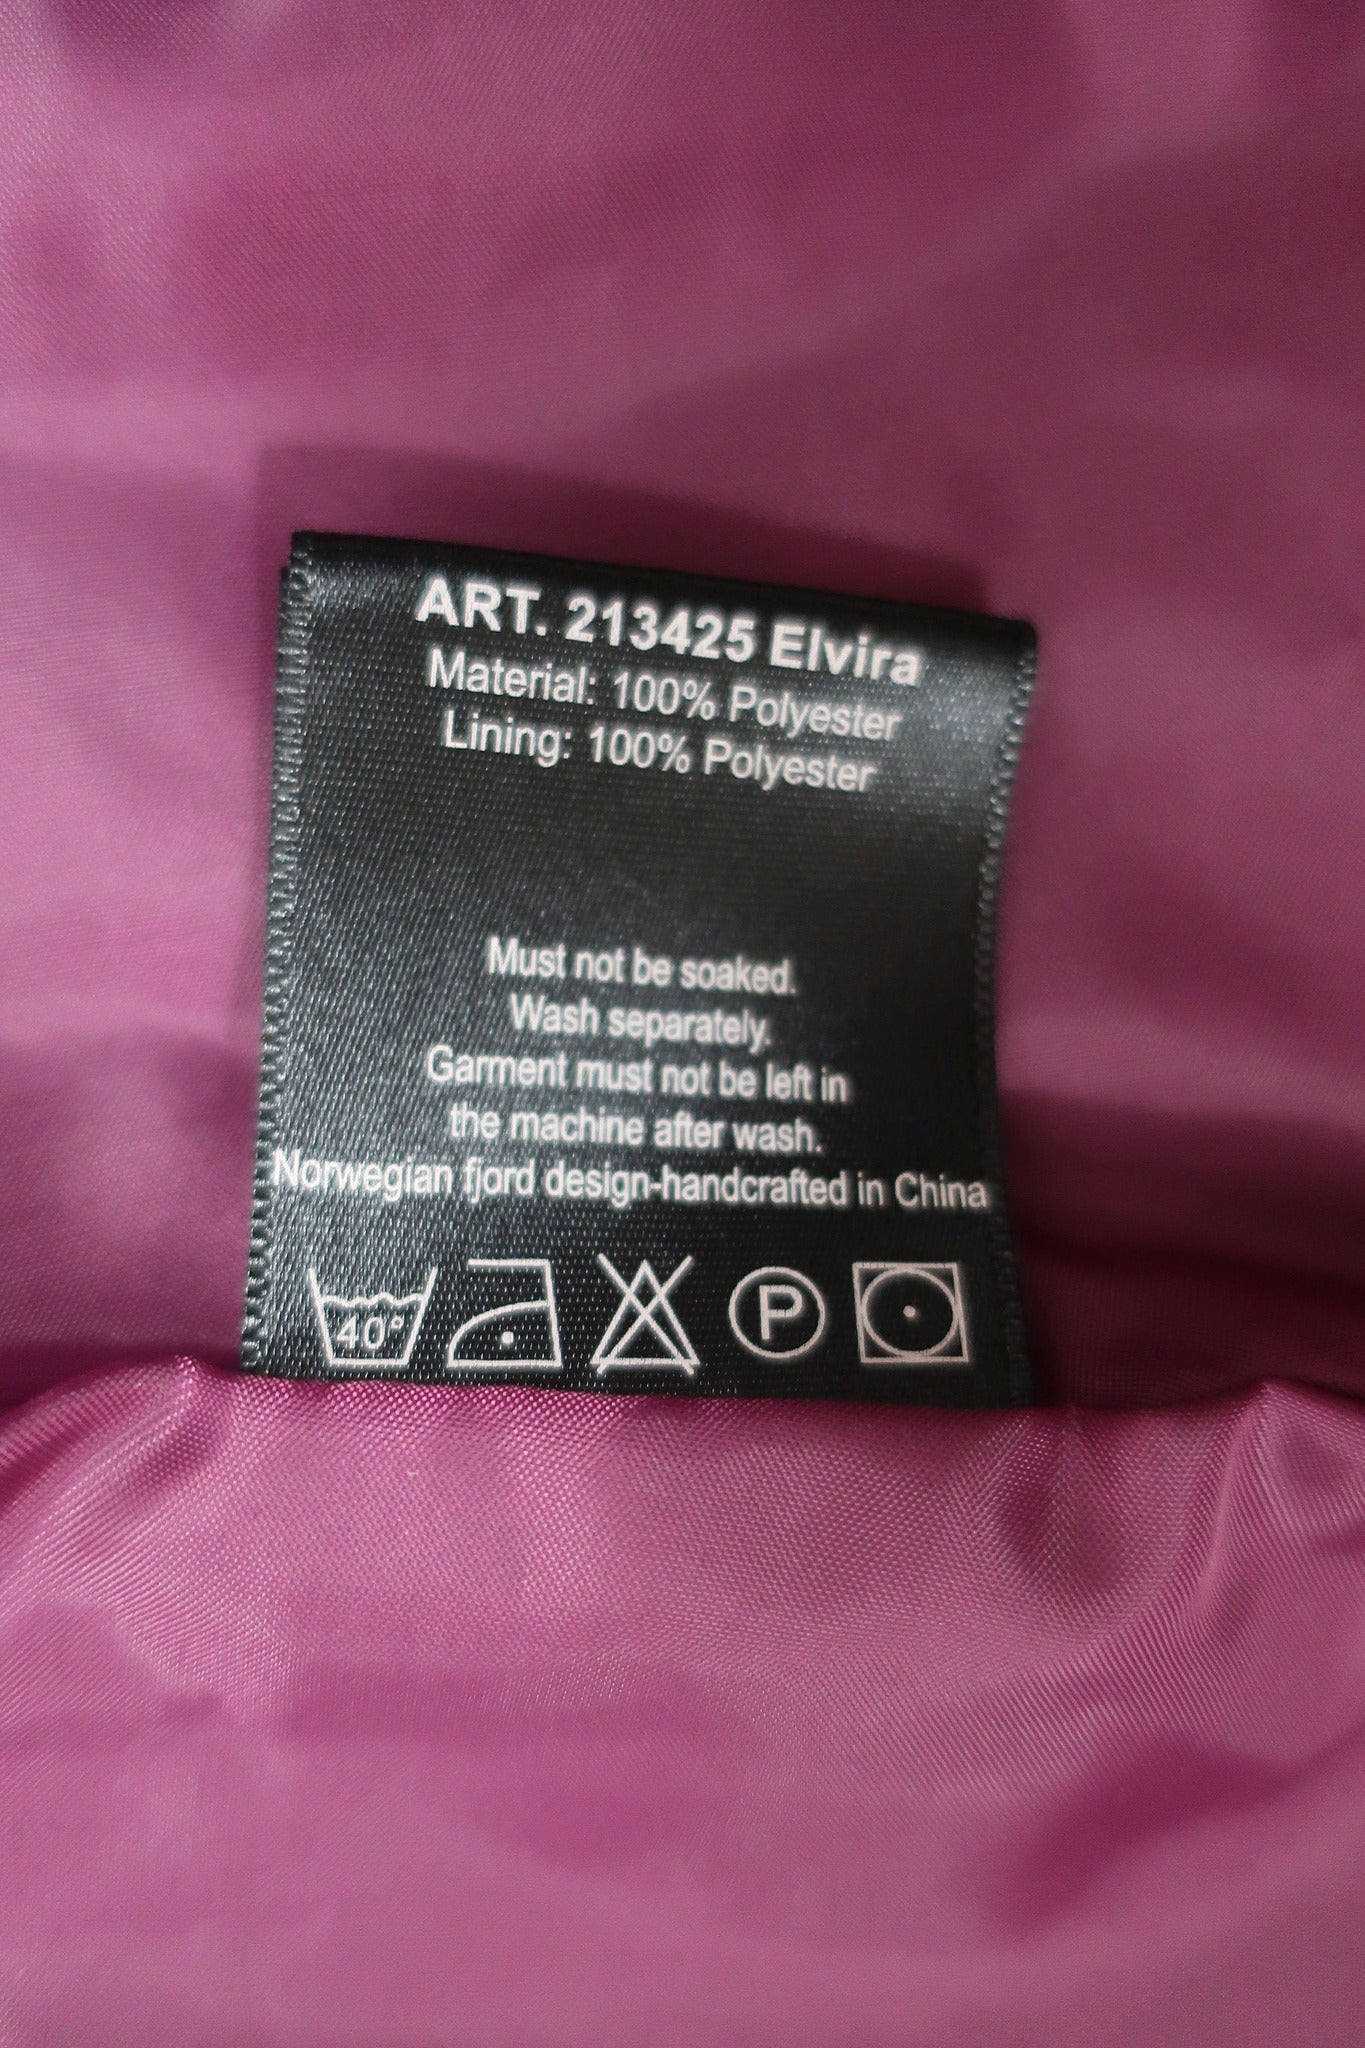 ART. 213425 Elvira
Material: 100% Polyester
Lining: 100% Polyester
Must not be soaked.
Wash separately.
Garment must not be left in
the machine after wash.
Norwegian fjord design-handcrafted in China
40° P